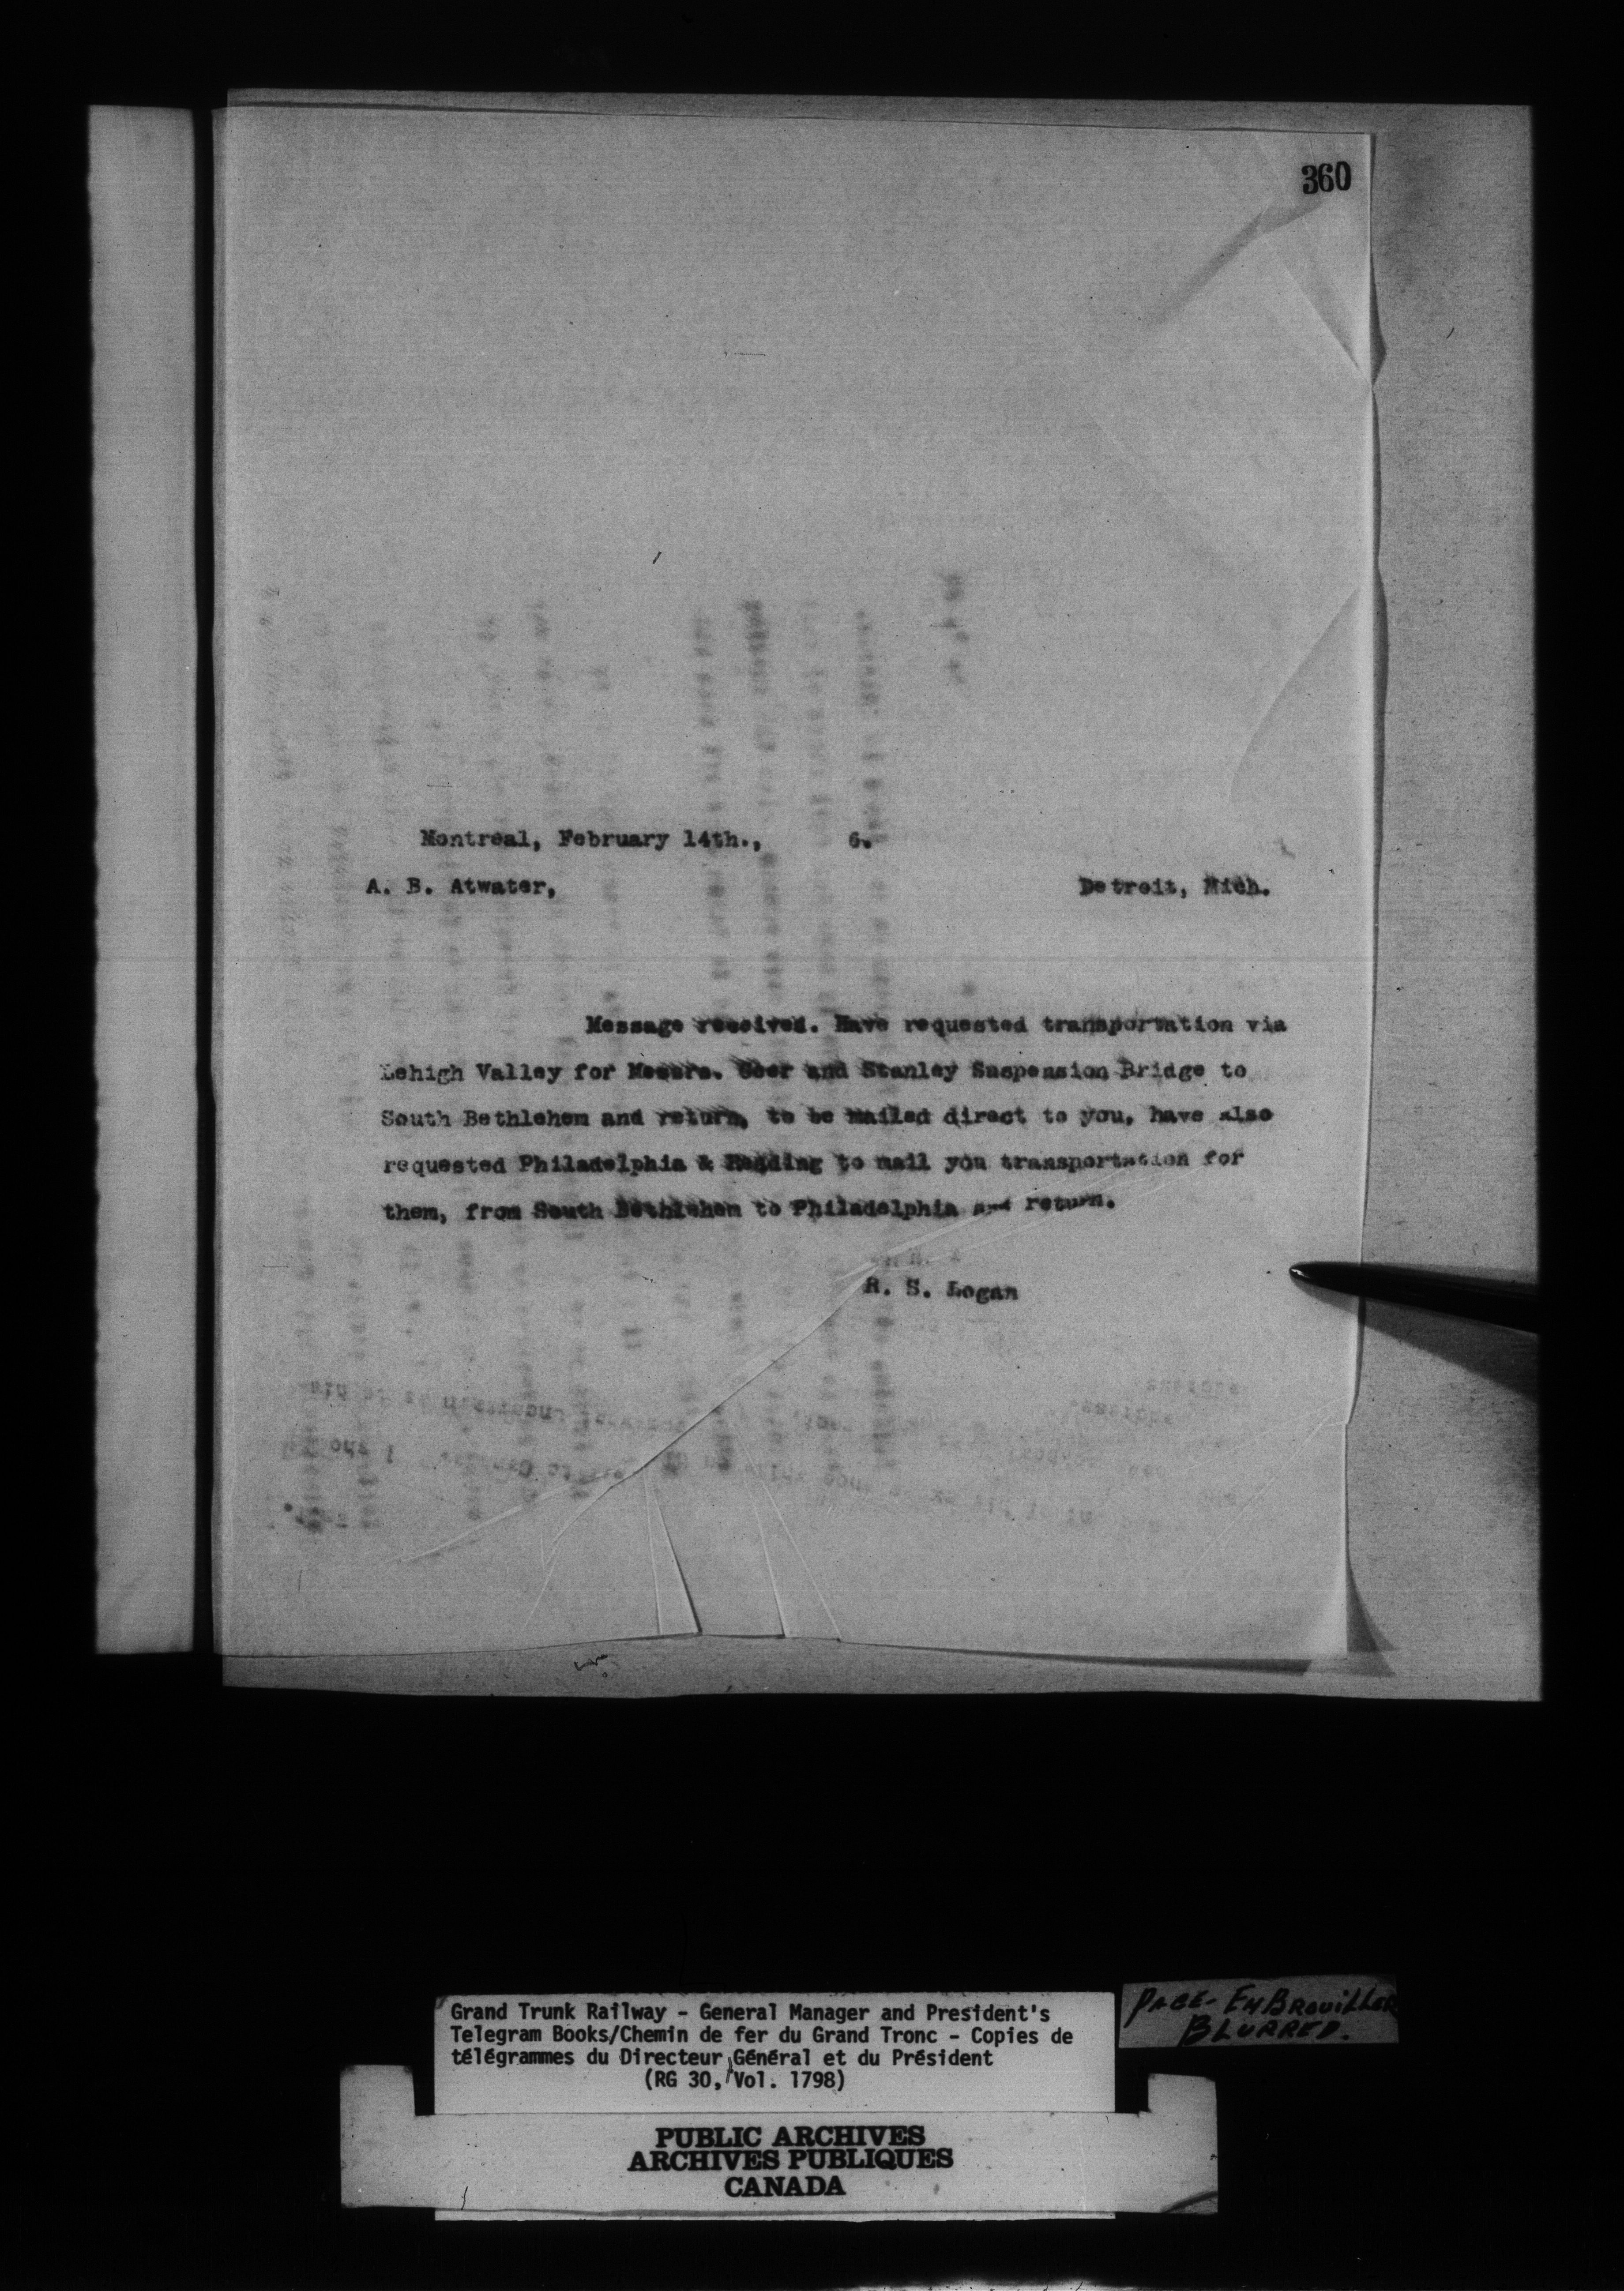 360
Montreal, February 14th., 6.
A. B. Atwater, Detroit, Mich.
Message received. Have requested transportation via
Lehigh Valley for Messrs. and Stanley Suspension Bridge to
South Bethlehem and return, to be mailed direct to you, have also
requested Philadelphia & Reading to mail you transportation for
them, from South Bethlehem to Philadelphia and return.
R. S. Logan
Grand Trunk Railway - General Manager and President's
Telegram Books/Chemin de fer du Grand Tronc - Copies de
télégrammes du Directeur Général et du Président
(RG 30, Vol. 1798)
PAGE - EMBROUILLER
BLURRED.
PUBLIC ARCHIVES
ARCHIVES PUBLIQUES
CANADA